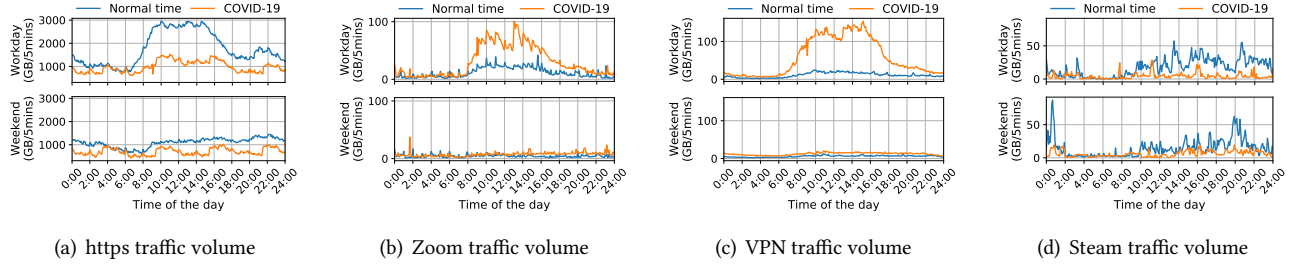 Normal time COVID-19
Workday
(GB/5mins)
3000
2000
1000
Weekend
(GB/5mins)
3000
2000
1000
0:00 2:00 4:00 6:00 8:00 10:00 12:00 14:00 16:00 18:00 20:00 22:00 24:00
Time of the day
(a) https traffic volume
Normal time COVID-19
Workday
(GB/5mins)
100
0
Weekend
(GB/5mins)
100
0
0:00 2:00 4:00 6:00 8:00 10:00 12:00 14:00 16:00 18:00 20:00 22:00 24:00
Time of the day
(b) Zoom traffic volume
Normal time COVID-19
Workday
(GB/5mins)
100
0
Weekend
(GB/5mins)
100
0
0:00 2:00 4:00 6:00 8:00 10:00 12:00 14:00 16:00 18:00 20:00 22:00 24:00
Time of the day
(c) VPN traffic volume
Normal time COVID-19
Workday
(GB/5mins)
50
0
Weekend
(GB/5mins)
50
0
0:00 2:00 4:00 6:00 8:00 10:00 12:00 14:00 16:00 18:00 20:00 22:00 24:00
Time of the day
(d) Steam traffic volume